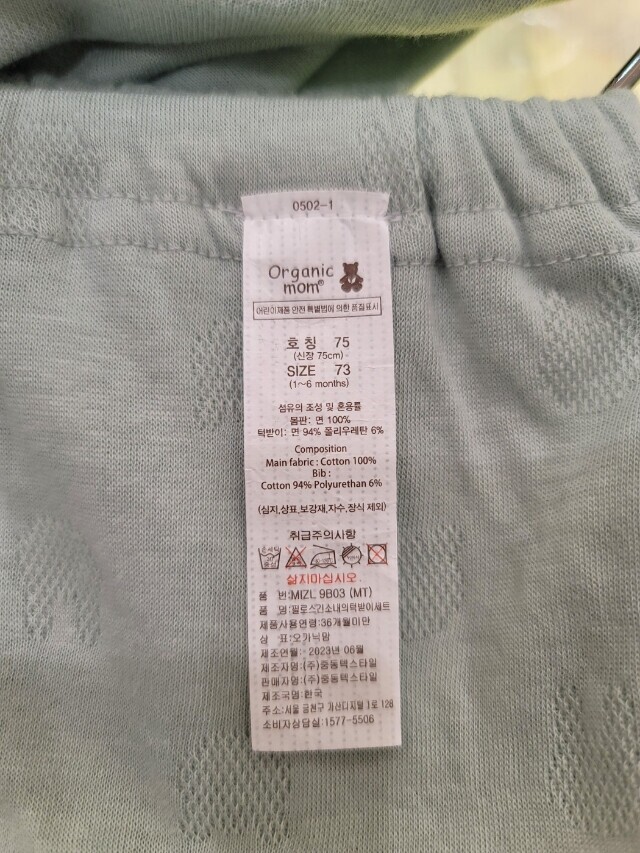 0502-1
Organic
mom®
어린이제품 안전 특별법에 의한 품질표시
호 칭 75
(신장 75cm)
SIZE 73
(1~6 months)
섬유의 조성 및 혼용률
몸판: 면 100%
턱받이: 면 94% 폴리우레탄 6%
Composition
Main fabric : Cotton 100%
Bib :
Cotton 94% Polyurethan 6%
(심지,상표,보강재,자수,장식 제외)
취급주의사항
삶지마십시오
품 번:MIZL 9B03 (MT)
품 명:필로스긴소내의턱받이세트
제품사용연령:36개월미만
상 표:오가닉맘
제조연월: 2023년 06월
제조자명:(주)중동텍스타일
판매자명:(주)중동텍스타일
제조국명:한국
주소:서울 금천구 가산디지털 1로 128
소비자상담실:1577-5506